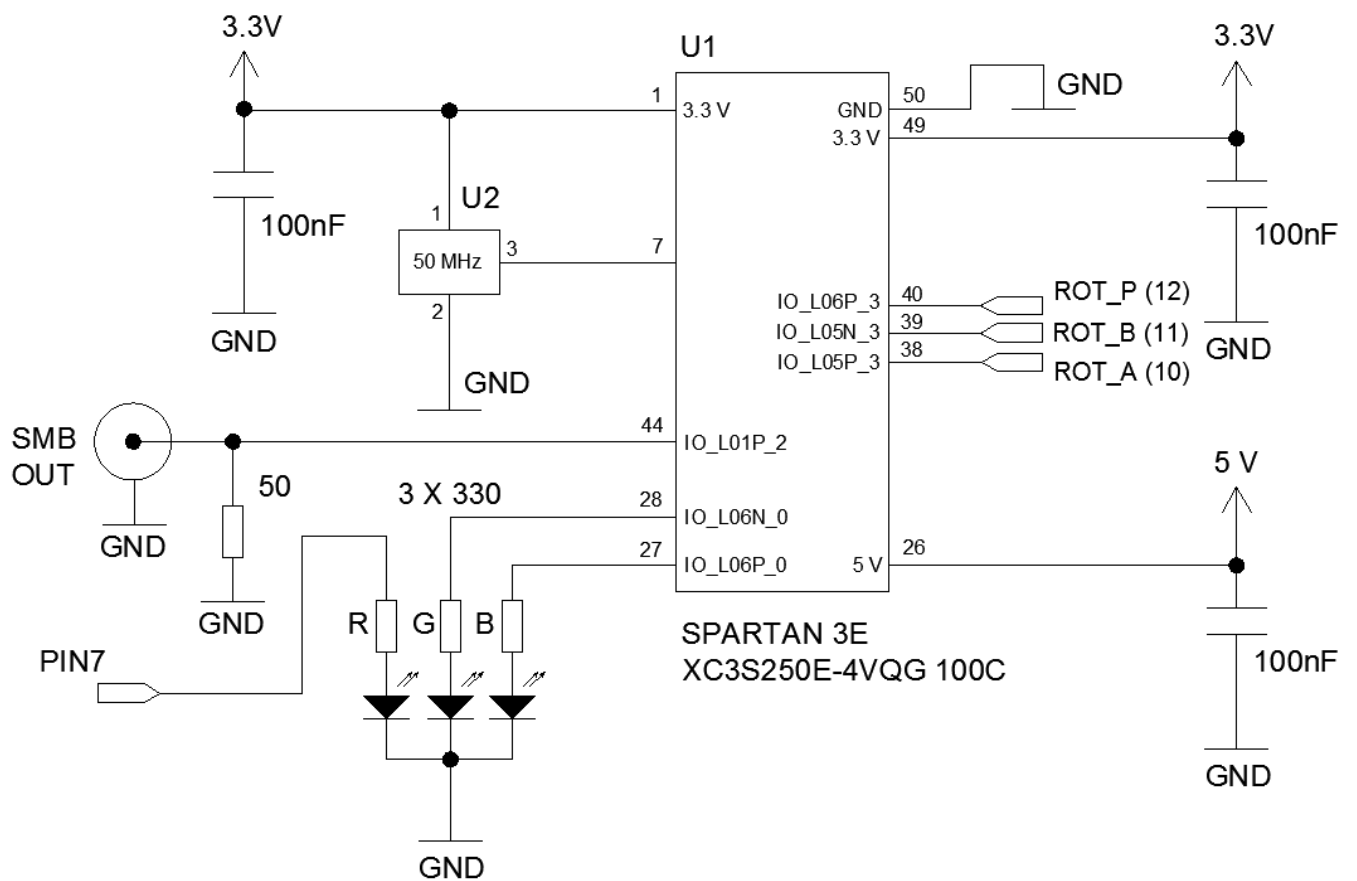 3.3V
3.3V
U1
1
3.3 V
GND
50
GND
3.3 V
49
U2
1
100nF
50 MHz
3
7
2
100nF
GND
GND
IO_L06P_3
40
ROT_P (12)
IO_L05N_3
39
ROT_B (11)
IO_L05P_3
38
ROT_A (10)
GND
SMB
OUT
44
IO_L01P_2
5 V
50
3 X 330
28
IO_L06N_0
GND
27
IO_L06P_0
5 V
26
GND
R
G
B
SPARTAN 3E
XC3S250E-4VQG 100C
PIN7
100nF
GND
GND